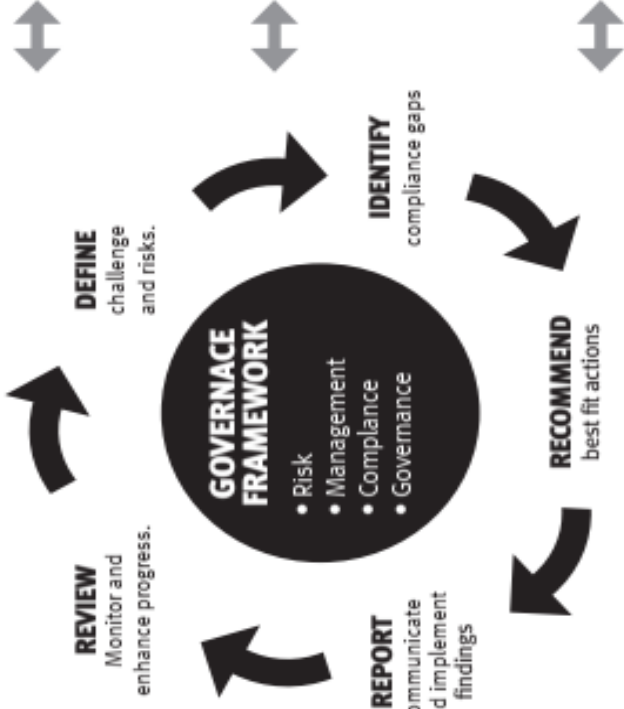 GOVERNACE
FRAMEWORK
• Risk
• Management
• Complance
• Governance
DEFINE
challenge
and risks.
IDENTIFY
compliance gaps
RECOMMEND
best fit actions
REPORT
implement
findings
REVIEW
Monitor and
enhance progress.